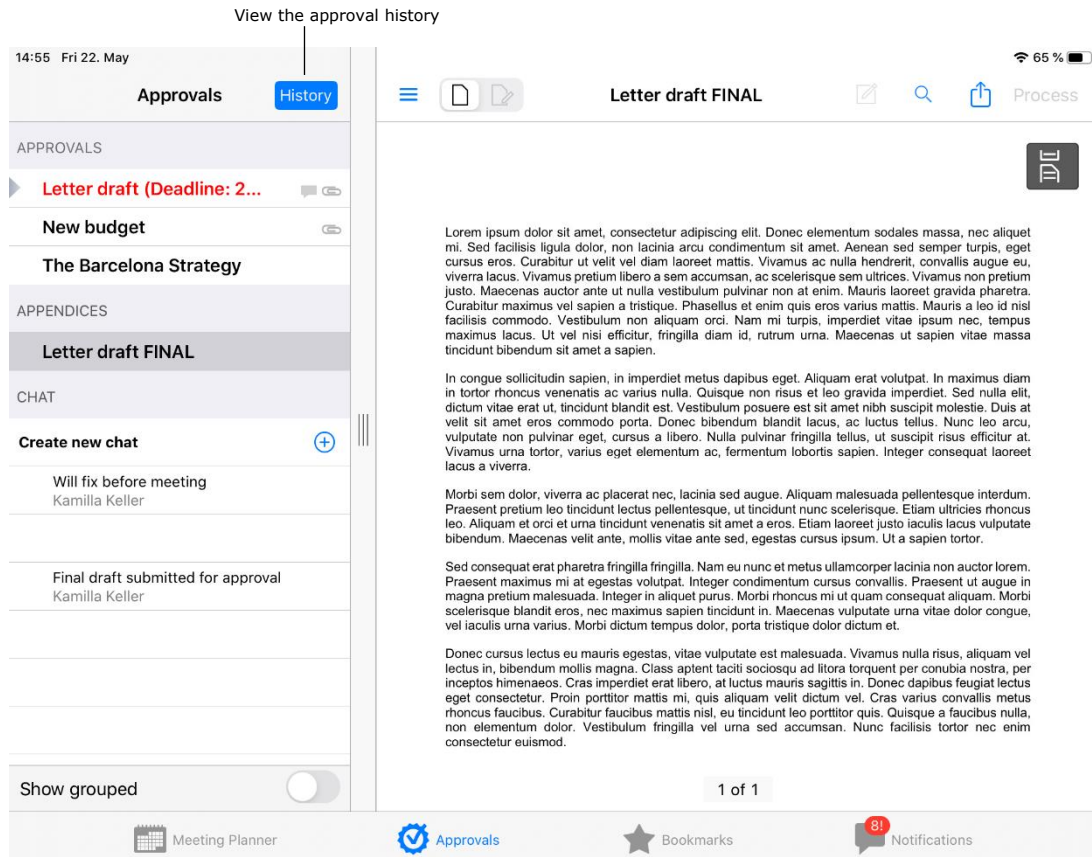 View the approval history
14:55 Fri 22. May
65 %
Approvals
History
Letter draft FINAL
Process
APPROVALS
Letter draft (Deadline: 2...
New budget
The Barcelona Strategy
APPENDICES
Letter draft FINAL
CHAT
Create new chat
Will fix before meeting
Kamilla Keller
Final draft submitted for approval
Kamilla Keller
Show grouped
Lorem ipsum dolor sit amet, consectetur adipiscing elit. Donec elementum sodales massa, nec aliquet
mi. Sed facilisis ligula dolor, non lacinia arcu condimentum sit amet. Aenean sed semper turpis, eget
cursus eros. Curabitur ut velit vel diam laoreet mattis. Vivamus ac nulla hendrerit, convallis augue eu,
viverra lacus. Vivamus pretium libero a sem accumsan, ac scelerisque sem ultrices. Vivamus non pretium
justo. Maecenas auctor ante ut nulla vestibulum pulvinar non at enim. Mauris laoreet gravida pharetra.
Curabitur maximus vel sapien a tristique. Phasellus et enim quis eros varius mattis. Mauris a leo id nisl
facilisis commodo. Vestibulum non aliquam orci. Nam mi turpis, imperdiet vitae ipsum nec, tempus
maximus lacus. Ut vel nisi efficitur, fringilla diam id, rutrum urna. Maecenas ut sapien vitae massa
tincidunt bibendum sit amet a sapien.
In congue sollicitudin sapien, in imperdiet metus dapibus eget. Aliquam erat volutpat. In maximus diam
in tortor rhoncus venenatis ac varius nulla. Quisque non risus et leo gravida imperdiet. Sed nulla elit,
dictum vitae erat ut, tincidunt blandit est. Vestibulum posuere est sit amet nibh suscipit molestie. Duis at
velit sit amet eros commodo porta. Donec bibendum blandit lacus, ac luctus tellus. Nunc leo arcu,
vulputate non pulvinar eget, cursus a libero. Nulla pulvinar fringilla tellus, ut suscipit risus efficitur at.
Vivamus urna tortor, varius eget elementum ac, fermentum lobortis sapien. Integer consequat laoreet
lacus a viverra.
Morbi sem dolor, viverra ac placerat nec, lacinia sed augue. Aliquam malesuada pellentesque interdum.
Praesent pretium leo tincidunt lectus pellentesque, ut tincidunt nunc scelerisque. Etiam ultricies rhoncus
leo. Aliquam et orci et urna tincidunt venenatis sit amet a eros. Etiam laoreet justo iaculis lacus vulputate
bibendum. Maecenas velit ante, mollis vitae ante sed, egestas cursus ipsum. Ut a sapien tortor.
Sed consequat erat pharetra fringilla fringilla. Nam eu nunc et metus ullamcorper lacinia non auctor lorem.
Praesent maximus mi at egestas volutpat. Integer condimentum cursus convallis. Praesent ut augue in
magna pretium malesuada. Integer in aliquet purus. Morbi rhoncus mi ut quam consequat aliquam. Morbi
scelerisque blandit eros, nec maximus sapien tincidunt in. Maecenas vulputate urna vitae dolor congue,
vel iaculis urna varius. Morbi dictum tempus dolor, porta tristique dolor dictum et.
Donec cursus lectus eu mauris egestas, vitae vulputate est malesuada. Vivamus nulla risus, aliquam vel
lectus in, bibendum mollis magna. Class aptent taciti sociosqu ad litora torquent per conubia nostra, per
inceptos himenaeos. Cras imperdiet erat libero, at luctus mauris sagittis in. Donec dapibus feugiat lectus
eget consectetur. Proin porttitor mattis mi, quis aliquam velit dictum vel. Cras varius convallis metus
rhoncus faucibus. Curabitur faucibus mattis nisl, eu tincidunt leo porttitor quis. Quisque a faucibus nulla,
non elementum dolor. Vestibulum fringilla vel urna sed accumsan. Nunc facilisis tortor nec enim
consectetur euismod.
1 of 1
Meeting Planner
Approvals
Bookmarks
8!
Notifications